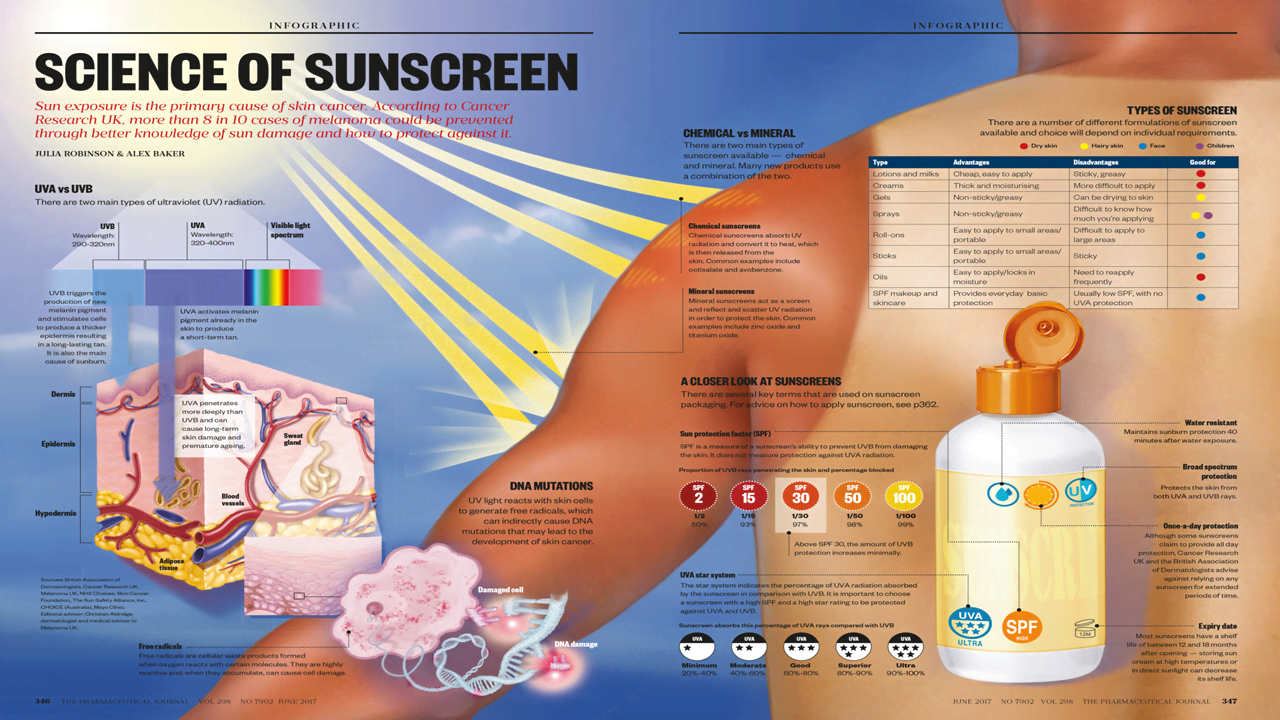 INFOGRAPHIC
SCIENCE OF SUNSCREEN
Sun exposure is the primary cause of skin cancer. According to Cancer
Research UK, more than 8 in 10 cases of melanoma could be prevented
through better knowledge of sun damage and how to protect against it.
JULIA ROBINSON & ALEX BAKER
UVA vs UVB
There are two main types of ultraviolet (UV) radiation.
UVB
Wavelength:
290-320nm
UVA
Wavelength:
320-400nm
Visible light
spectrum
UVB triggers the
production of new
melanin pigment
and stimulates cells
to produce a thicker
epidermis resulting
in a long-lasting tan.
It is also the main
cause of sunburn.
UVA activates melanin
pigment already in the
skin to produce
a short-term tan.
Dermis
Epidermis
Hypodermis
UVA penetrates
more deeply than
UVB and can
cause long-term
skin damage and
premature ageing.
Sweat
gland
Blood
vessels
Adipose
tissue
Sources: British Association of
Dermatologists, Cancer Research UK,
Melanoma UK, NHS Choices, Skin Cancer
Foundation, The Sun Safety Alliance, Inc.,
CHOICE (Australia), Mayo Clinic.
Editorial adviser: Christian Aldridge,
dermatologist and medical adviser to
Melanoma UK.
DNA MUTATIONS
UV light reacts with skin cells
to generate free radicals, which
can indirectly cause DNA
mutations that may lead to the
development of skin cancer.
Damaged cell
DNA damage
Free radicals
Free radicals are cellular waste products formed
when oxygen reacts with certain molecules. They are highly
reactive and, when they accumulate, can cause cell damage.
346 THE PHARMACEUTICAL JOURNAL VOL 298 NO 7902 JUNE 2017
INFOGRAPHIC
CHEMICAL vs MINERAL
There are two main types of
sunscreen available — chemical
and mineral. Many new products use
a combination of the two.
Chemical sunscreens
Chemical sunscreens absorb UV
radiation and convert it to heat, which
is then released from the
skin. Common examples include
octisalate and avobenzone.
Mineral sunscreens
Mineral sunscreens act as a screen
and reflect and scatter UV radiation
in order to protect the skin. Common
examples include zinc oxide and
titanium oxide.
TYPES OF SUNSCREEN
There are a number of different formulations of sunscreen
available and choice will depend on individual requirements.
Dry skin Hairy skin Face Children
Type Advantages Disadvantages Good for
Lotions and milks Cheap, easy to apply Sticky, greasy
Creams Thick and moisturising More difficult to apply
Gels Non-sticky/greasy Can be drying to skin
Sprays Non-sticky/greasy Difficult to know how
much you're applying
Roll-ons Easy to apply to small areas/ Difficult to apply to
portable large areas
Sticks Easy to apply to small areas/ Sticky
portable
Oils Easy to apply/locks in Need to reapply
moisture frequently
SPF makeup and Provides everyday basic Usually low SPF, with no
skincare protection UVA protection
A CLOSER LOOK AT SUNSCREENS
There are several key terms that are used on sunscreen
packaging. For advice on how to apply sunscreen, see p362.
Sun protection factor (SPF)
SPF is a measure of a sunscreen's ability to prevent UVB from damaging
the skin. It does not measure protection against UVA radiation.
Proportion of UVB rays penetrating the skin and percentage blocked
SPF SPF SPF SPF SPF
2 15 30 50 100
1/2 1/15 1/30 1/50 1/100
50% 93% 97% 98% 99%
Above SPF 30, the amount of UVB
protection increases minimally.
UVA star system
The star system indicates the percentage of UVA radiation absorbed
by the sunscreen in comparison with UVB. It is important to choose
a sunscreen with a high SPF and a high star rating to be protected
against UVA and UVB.
Sunscreen absorbs this percentage of UVA rays compared with UVB
UVA UVA UVA UVA UVA
Minimum Moderate Good Superior Ultra
20%-40% 40%-60% 60%-80% 80%-90% 90%-100%
UV
PROTECTION
UVA
ULTRA
SPF
HIGH
12M
Water resistant
Maintains sunburn protection 40
minutes after water exposure.
Broad spectrum
protection
Protects the skin from
both UVA and UVB rays.
Once-a-day protection
Although some sunscreens
claim to provide all day
protection, Cancer Research
UK and the British Association
of Dermatologists advise
against relying on any
sunscreen for extended
periods of time.
Expiry date
Most sunscreens have a shelf
life of between 12 and 18 months
after opening — storing sun
cream at high temperatures or
in direct sunlight can decrease
its shelf life.
JUNE 2017 NO 7902 VOL 298 THE PHARMACEUTICAL JOURNAL 347